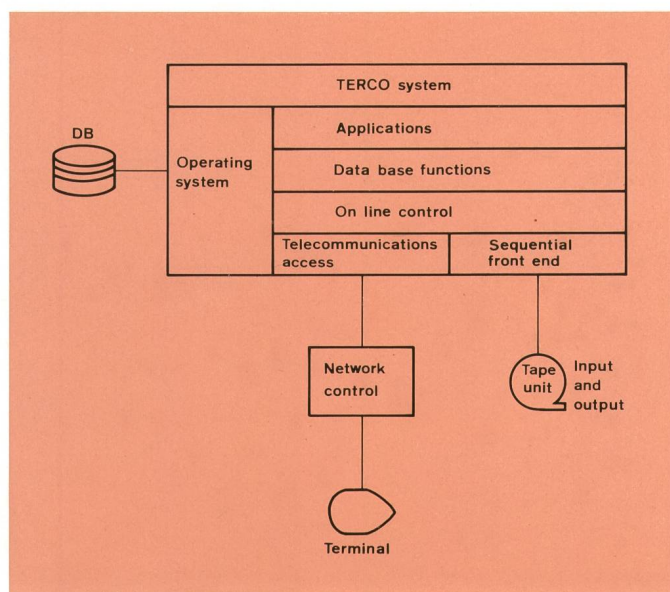 TERCO system
DB
Operating
system
Applications
Data base functions
On line control
Telecommunications
access
Sequential
front end
Network
control
Tape
unit
Input
and
output
Terminal